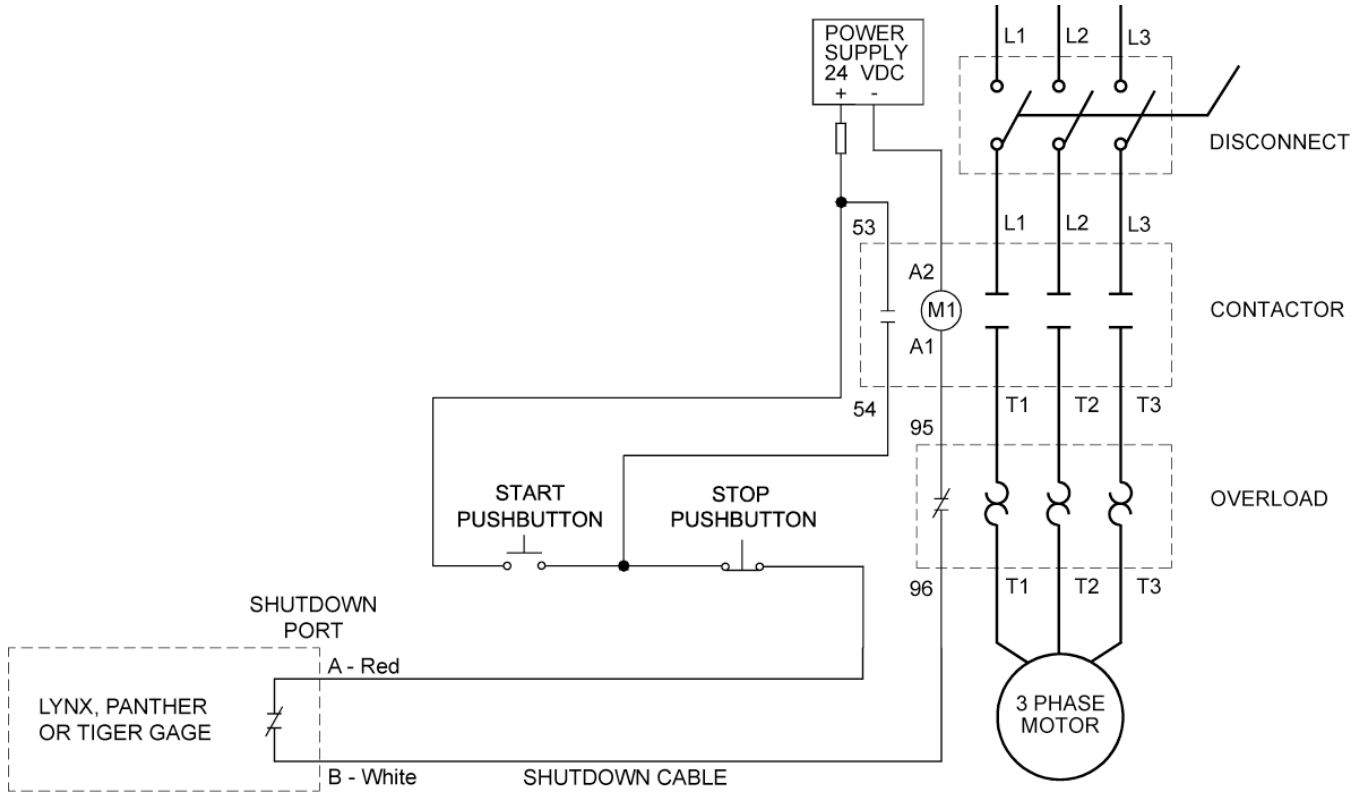 POWER
SUPPLY
24 VDC
+ -
L1 L2 L3
DISCONNECT
L1 L2 L3
53
A2
M1
A1
CONTACTOR
54
T1 T2 T3
95
START
PUSHBUTTON
STOP
PUSHBUTTON
OVERLOAD
96
T1 T2 T3
SHUTDOWN
PORT
A - Red
LYNX, PANTHER
OR TIGER GAGE
3 PHASE
MOTOR
B - White
SHUTDOWN CABLE